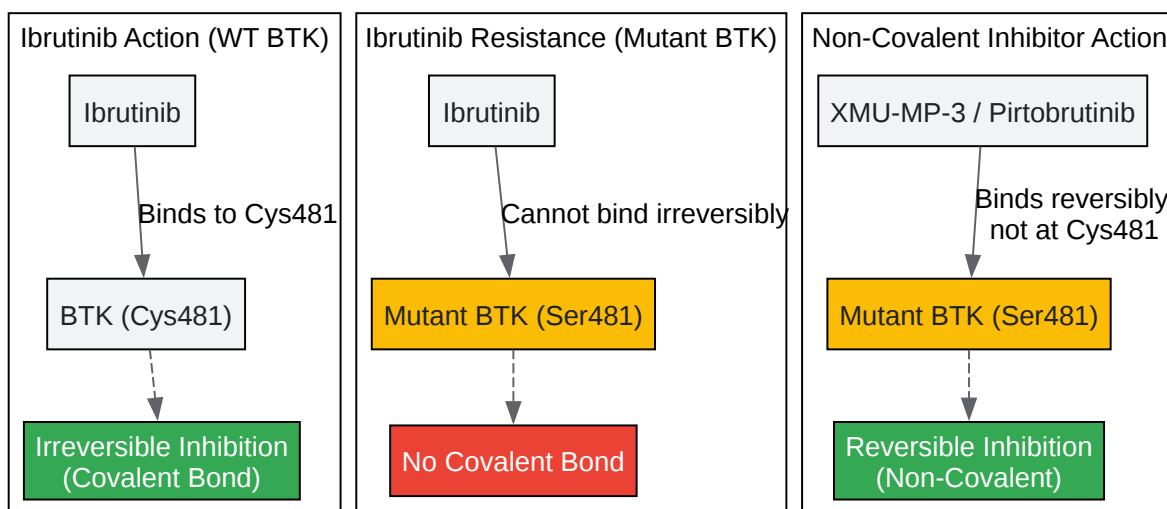 Ibrutinib Action (WT BTK)
Ibrutinib
Binds to Cys481
BTK (Cys481)
Irreversible Inhibition
(Covalent Bond)
Ibrutinib Resistance (Mutant BTK)
Ibrutinib
Cannot bind irreversibly
Mutant BTK (Ser481)
No Covalent Bond
Non-Covalent Inhibitor Action
XMU-MP-3 / Pirtobrutinib
Binds reversibly
not at Cys481
Mutant BTK (Ser481)
Reversible Inhibition
(Non-Covalent)